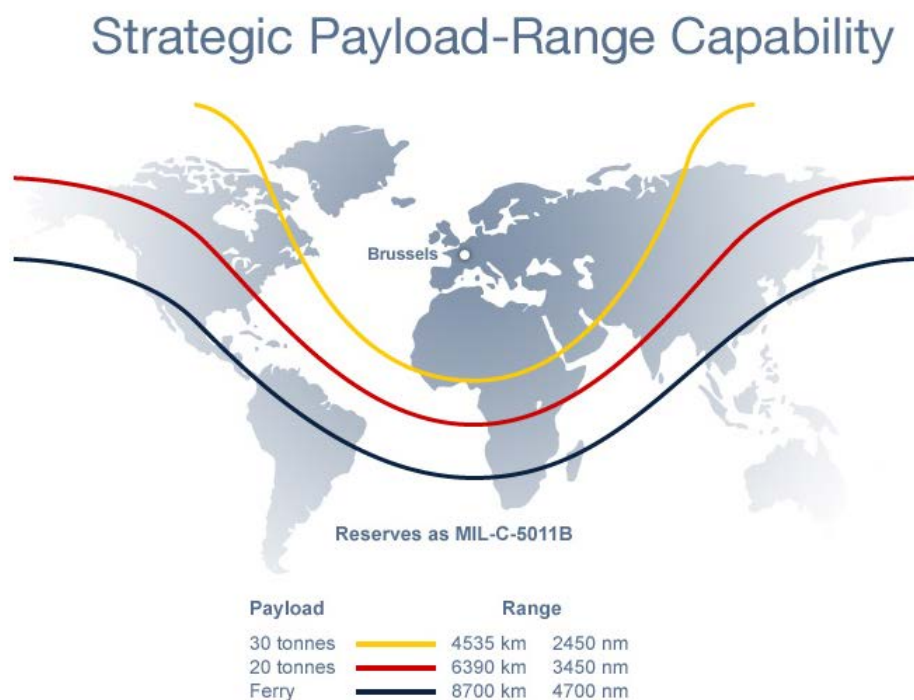 Strategic Payload-Range Capability
Brussels
Reserves as MIL-C-5011B
Payload Range
30 tonnes 4535 km 2450 nm
20 tonnes 6390 km 3450 nm
Ferry 8700 km 4700 nm